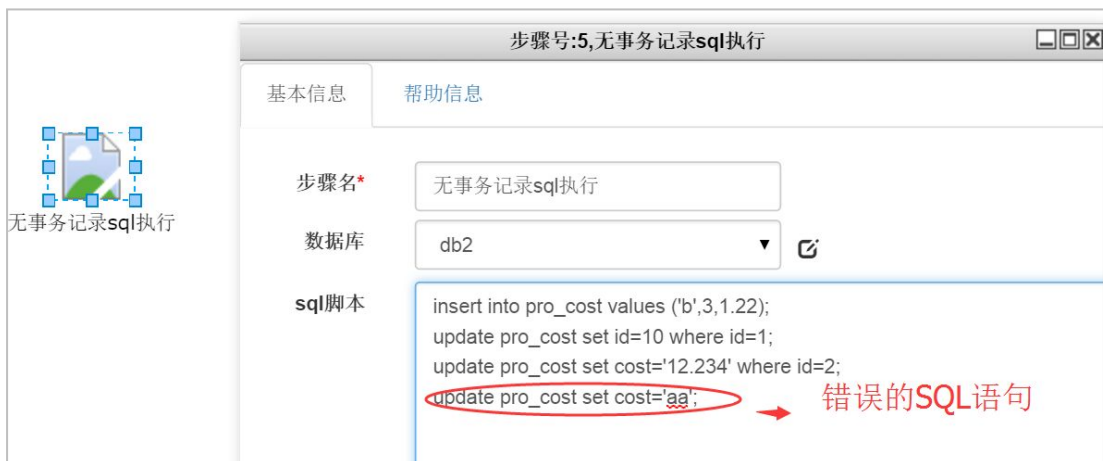 步骤号:5,无事务记录sql执行
基本信息
帮助信息
无事务记录sql执行
步骤名*
无事务记录sql执行
数据库
db2
sql脚本
insert into pro_cost values ('b',3,1.22);
update pro_cost set id=10 where id=1;
update pro_cost set cost='12.234' where id=2;
update pro_cost set cost='aa';
错误的SQL语句